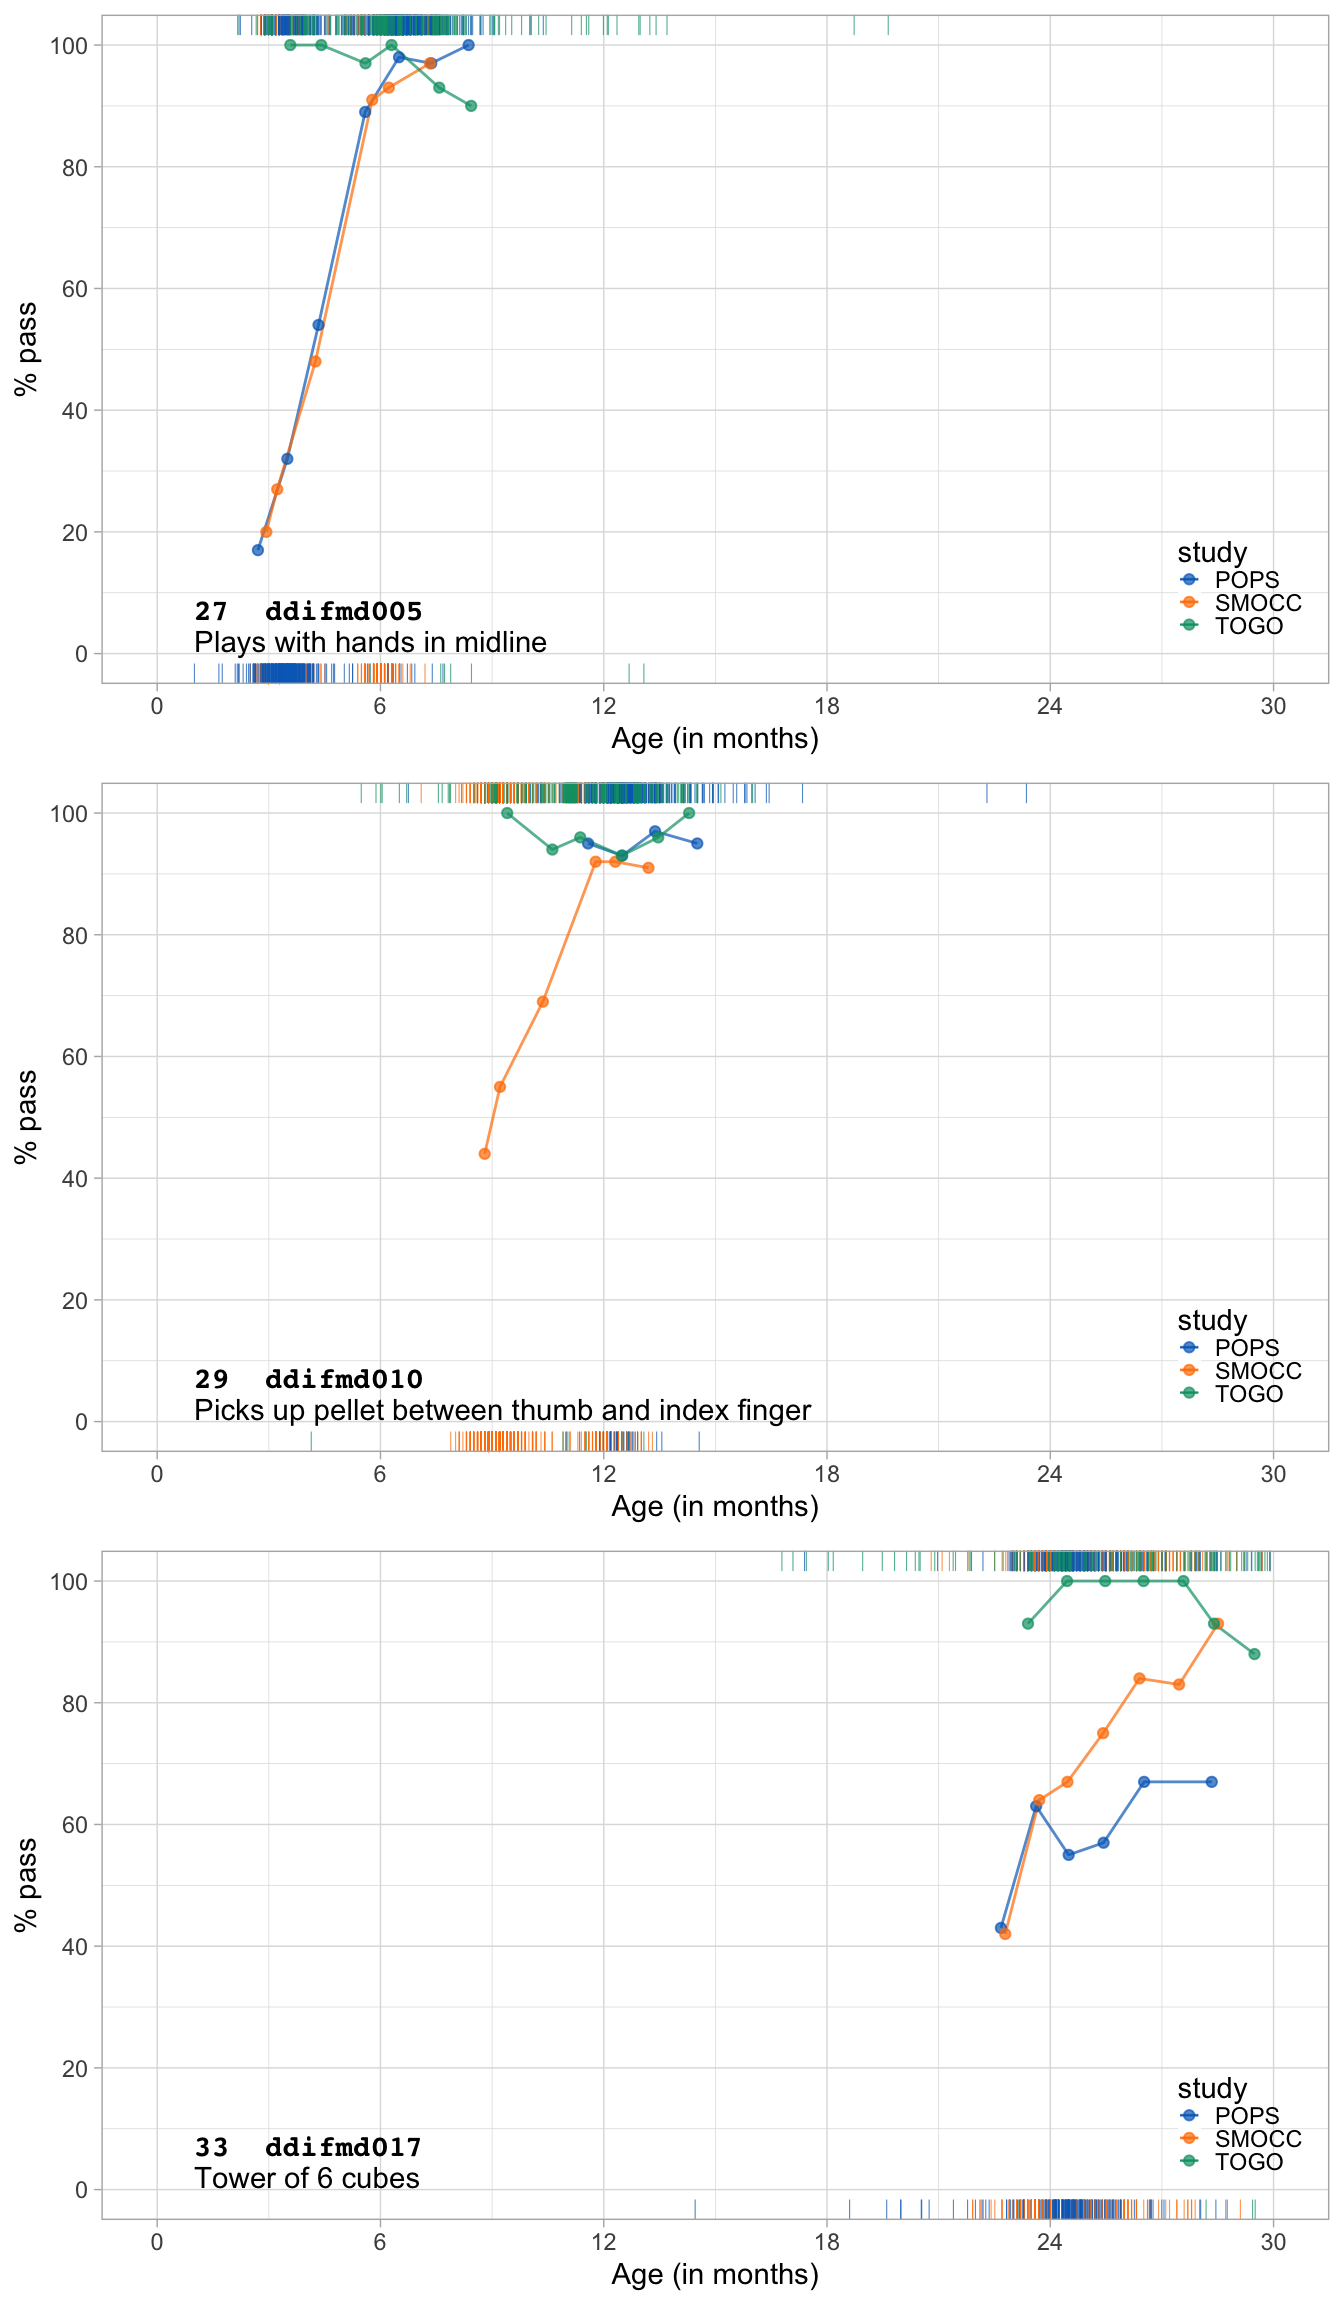 100
80
60
40
20
0
% pass
study
POPS
SMOCC
TOGO
27 ddifmd005
Plays with hands in midline
0 6 12 18 24 30
Age (in months)
100
80
60
40
20
0
% pass
study
POPS
SMOCC
TOGO
29 ddifmd010
Picks up pellet between thumb and index finger
0 6 12 18 24 30
Age (in months)
100
80
60
40
20
0
% pass
study
POPS
SMOCC
TOGO
33 ddifmd017
Tower of 6 cubes
0 6 12 18 24 30
Age (in months)